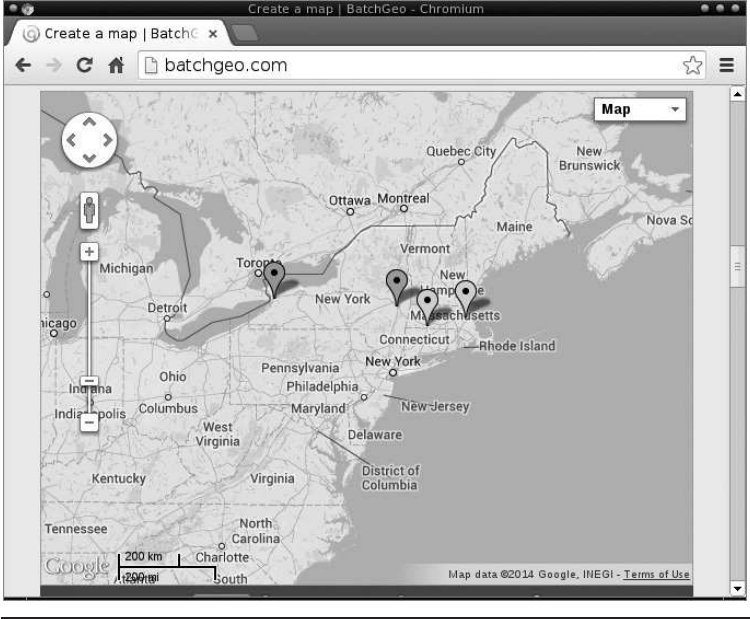 Create a map | BatchGeo - Chromium
Create a map | BatchG
batchgeo.com
Map
Quebec City
New
Brunswick
Ottawa
Montreal
Nova Sc
Maine
Vermont
Toronto
Michigan
New
Hampshire
New York
Detroit
Massachusetts
icago
Connecticut
Rhode Island
New York
Pennsylvania
Ohio
Philadelphia
Indiana
Columbus
Maryland
New Jersey
Indianapolis
West
Virginia
Delaware
District of
Columbia
Kentucky
Virginia
North
Carolina
Tennessee
Charlotte
200 km
Google
Atlanta
200 mi
South
Map data ©2014 Google, INEGI - Terms of Use